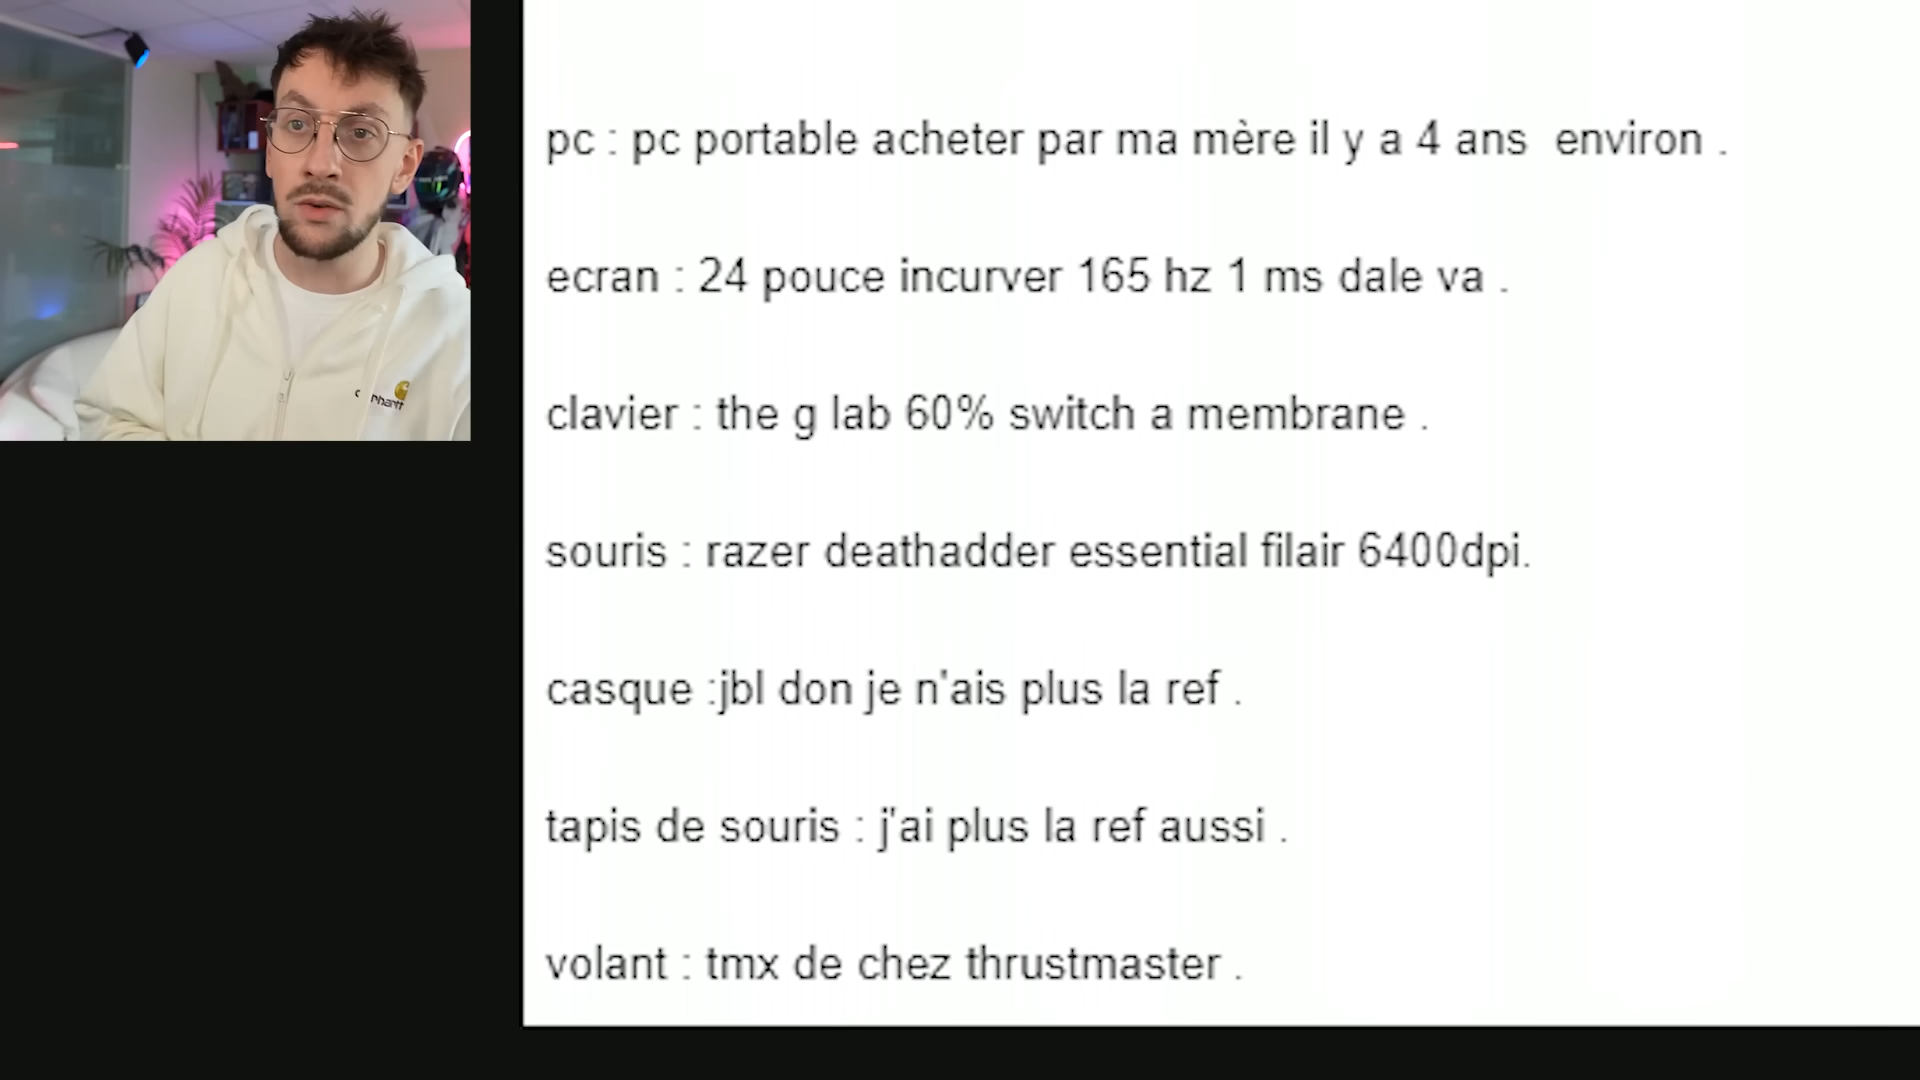 pc : pc portable acheter par ma mère il y a 4 ans  environ .
ecran : 24 pouce incurver 165 hz 1 ms dale va .
clavier : the g lab 60% switch a membrane .
souris : razer deathadder essential filair 6400dpi.
casque :jbl don je n'ais plus la ref .
tapis de souris : j'ai plus la ref aussi .
volant : tmx de chez thrustmaster .